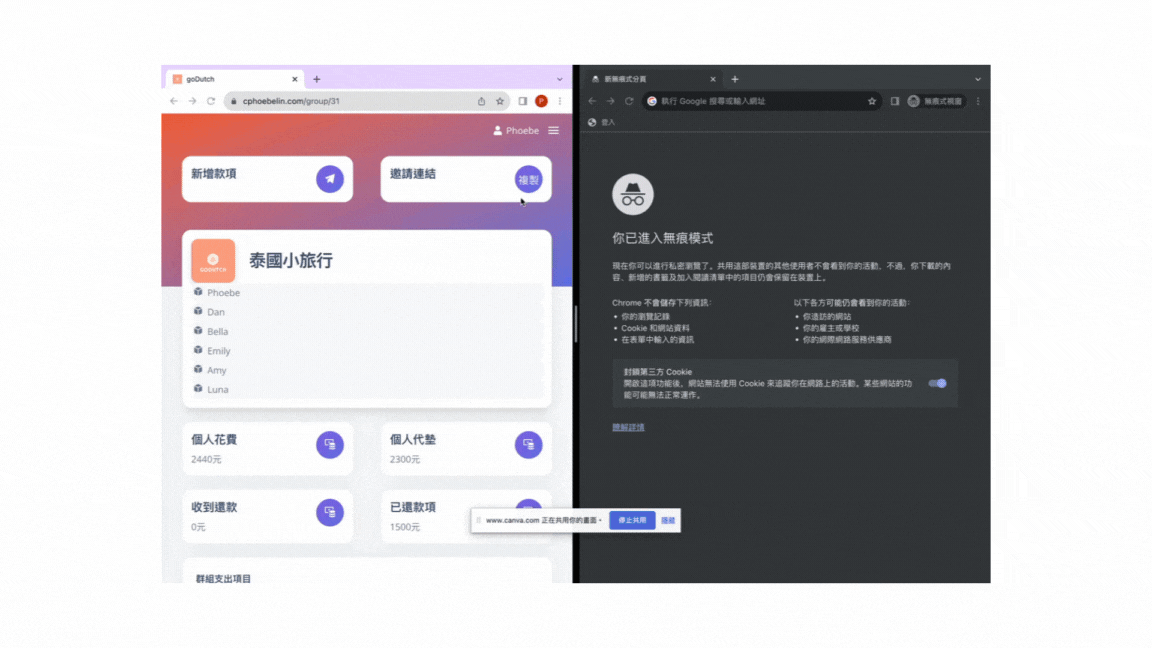 goDutch
cphoebelin.com/group/31
P
Phoebe
新增款項
邀請連結
複製
GODUTCH
泰國小旅行
Phoebe
Dan
Bella
Emily
Amy
Luna
個人花費
2440元
個人代墊
2300元
收到還款
0元
已還款項
1500元
群組支出項目
新無痕式分頁
執行 Google 搜尋或輸入網址
無痕式視窗
登入
你已進入無痕模式
現在你可以進行私密瀏覽了。共用這部裝置的其他使用者不會看到你的活動，不過，你下載的內
容、新增的書籤及加入閱讀清單中的項目仍會保留在裝置上。
Chrome 不會儲存下列資訊：
• 你的瀏覽記錄
• Cookie 和網站資料
• 在表單中輸入的資訊
以下各方可能仍會看到你的活動：
• 你造訪的網站
• 你的雇主或學校
• 你的網際網路服務供應商
封鎖第三方 Cookie
開啟這項功能後，網站無法使用 Cookie 來追蹤你在網路上的活動。某些網站的功
能可能無法正常運作。
瞭解詳情
www.canva.com 正在共用你的畫面。
停止共用
隱藏